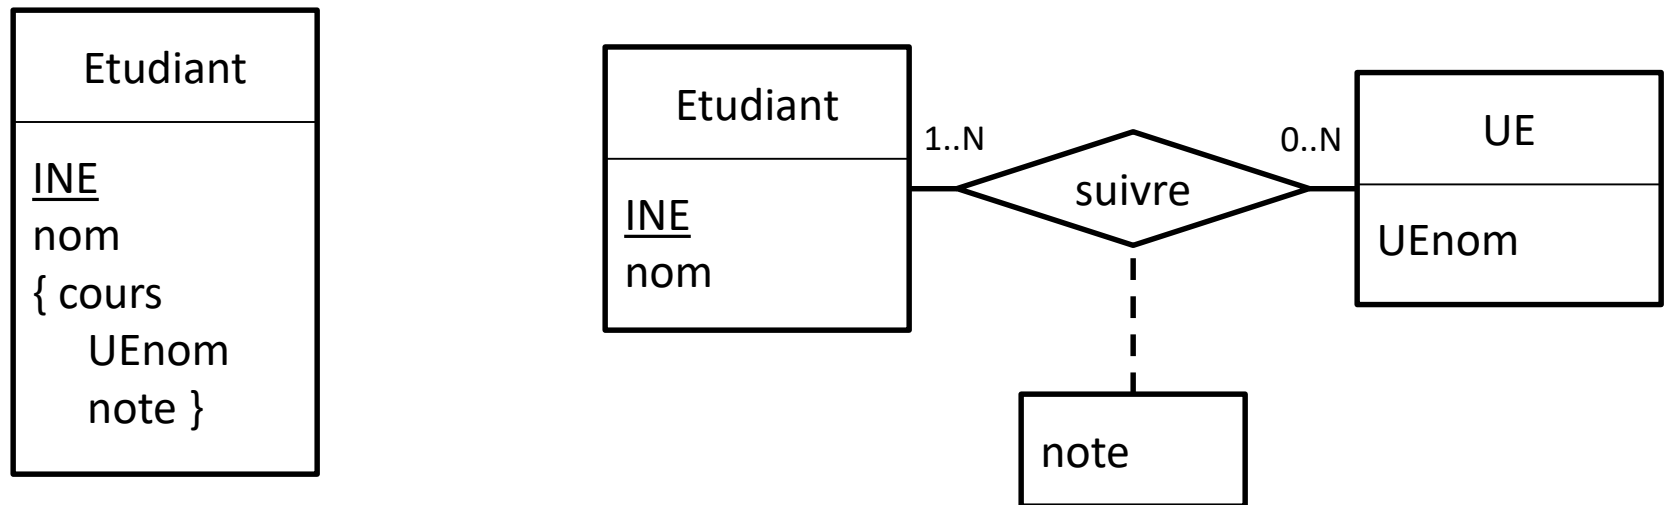 Etudiant
INE
nom
{ cours
UEnom
note }
Etudiant
INE
nom
1..N
suivre
0..N
UE
UEnom
note